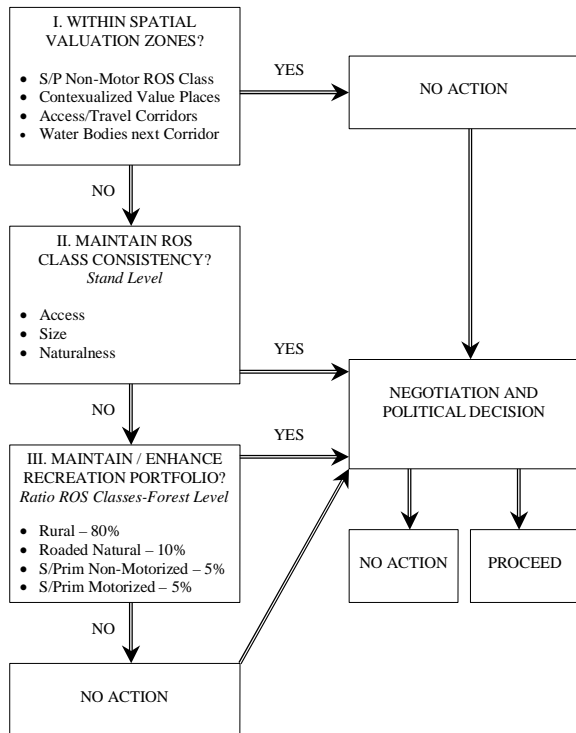 I. WITHIN SPATIAL
VALUATION ZONES?
• S/P Non-Motor ROS Class
• Contexualized Value Places
• Access/Travel Corridors
• Water Bodies next Corridor
YES
NO ACTION
NO
II. MAINTAIN ROS
CLASS CONSISTENCY?
Stand Level
• Access
• Size
• Naturalness
YES
NEGOTIATION AND
POLITICAL DECISION
NO
III. MAINTAIN / ENHANCE
RECREATION PORTFOLIO?
Ratio ROS Classes-Forest Level
• Rural – 80%
• Roaded Natural – 10%
• S/Prim Non-Motorized – 5%
• S/Prim Motorized – 5%
YES
NO ACTION
PROCEED
NO
NO ACTION